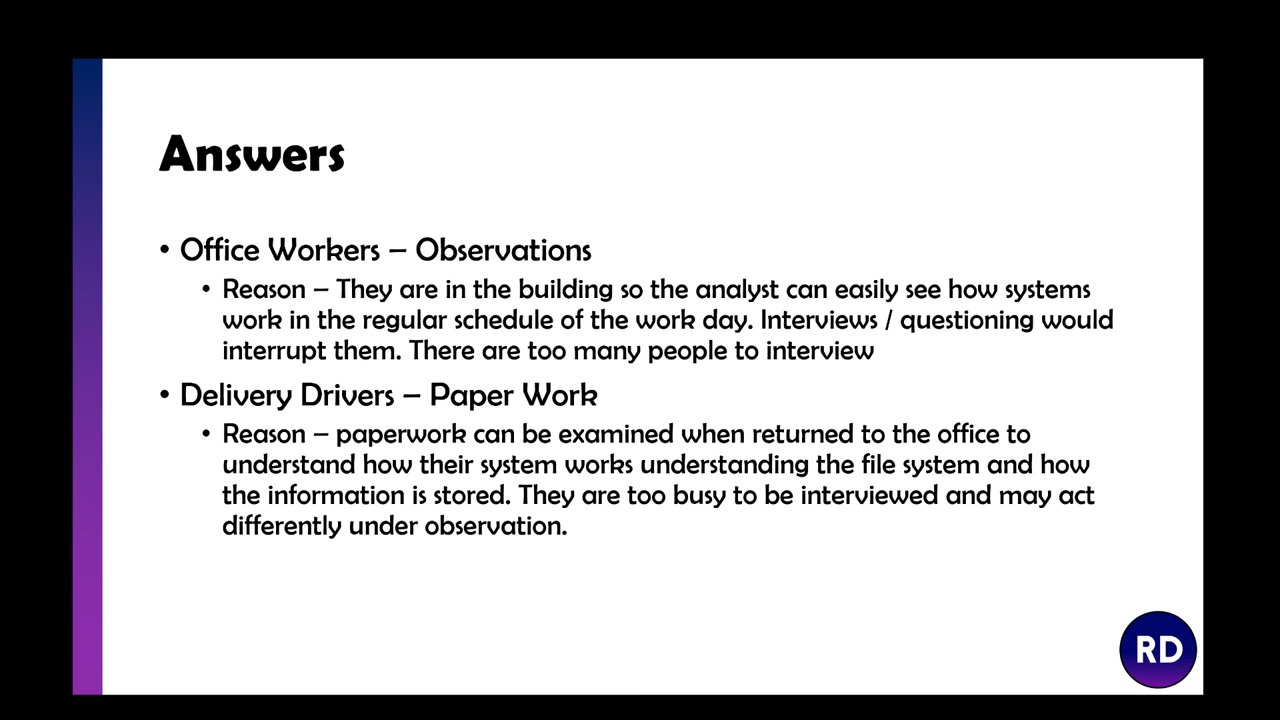 Answers
• Office Workers – Observations
• Reason – They are in the building so the analyst can easily see how systems
work in the regular schedule of the work day. Interviews / questioning would
interrupt them. There are too many people to interview
• Delivery Drivers – Paper Work
• Reason – paperwork can be examined when returned to the office to
understand how their system works understanding the file system and how
the information is stored. They are too busy to be interviewed and may act
differently under observation.
RD